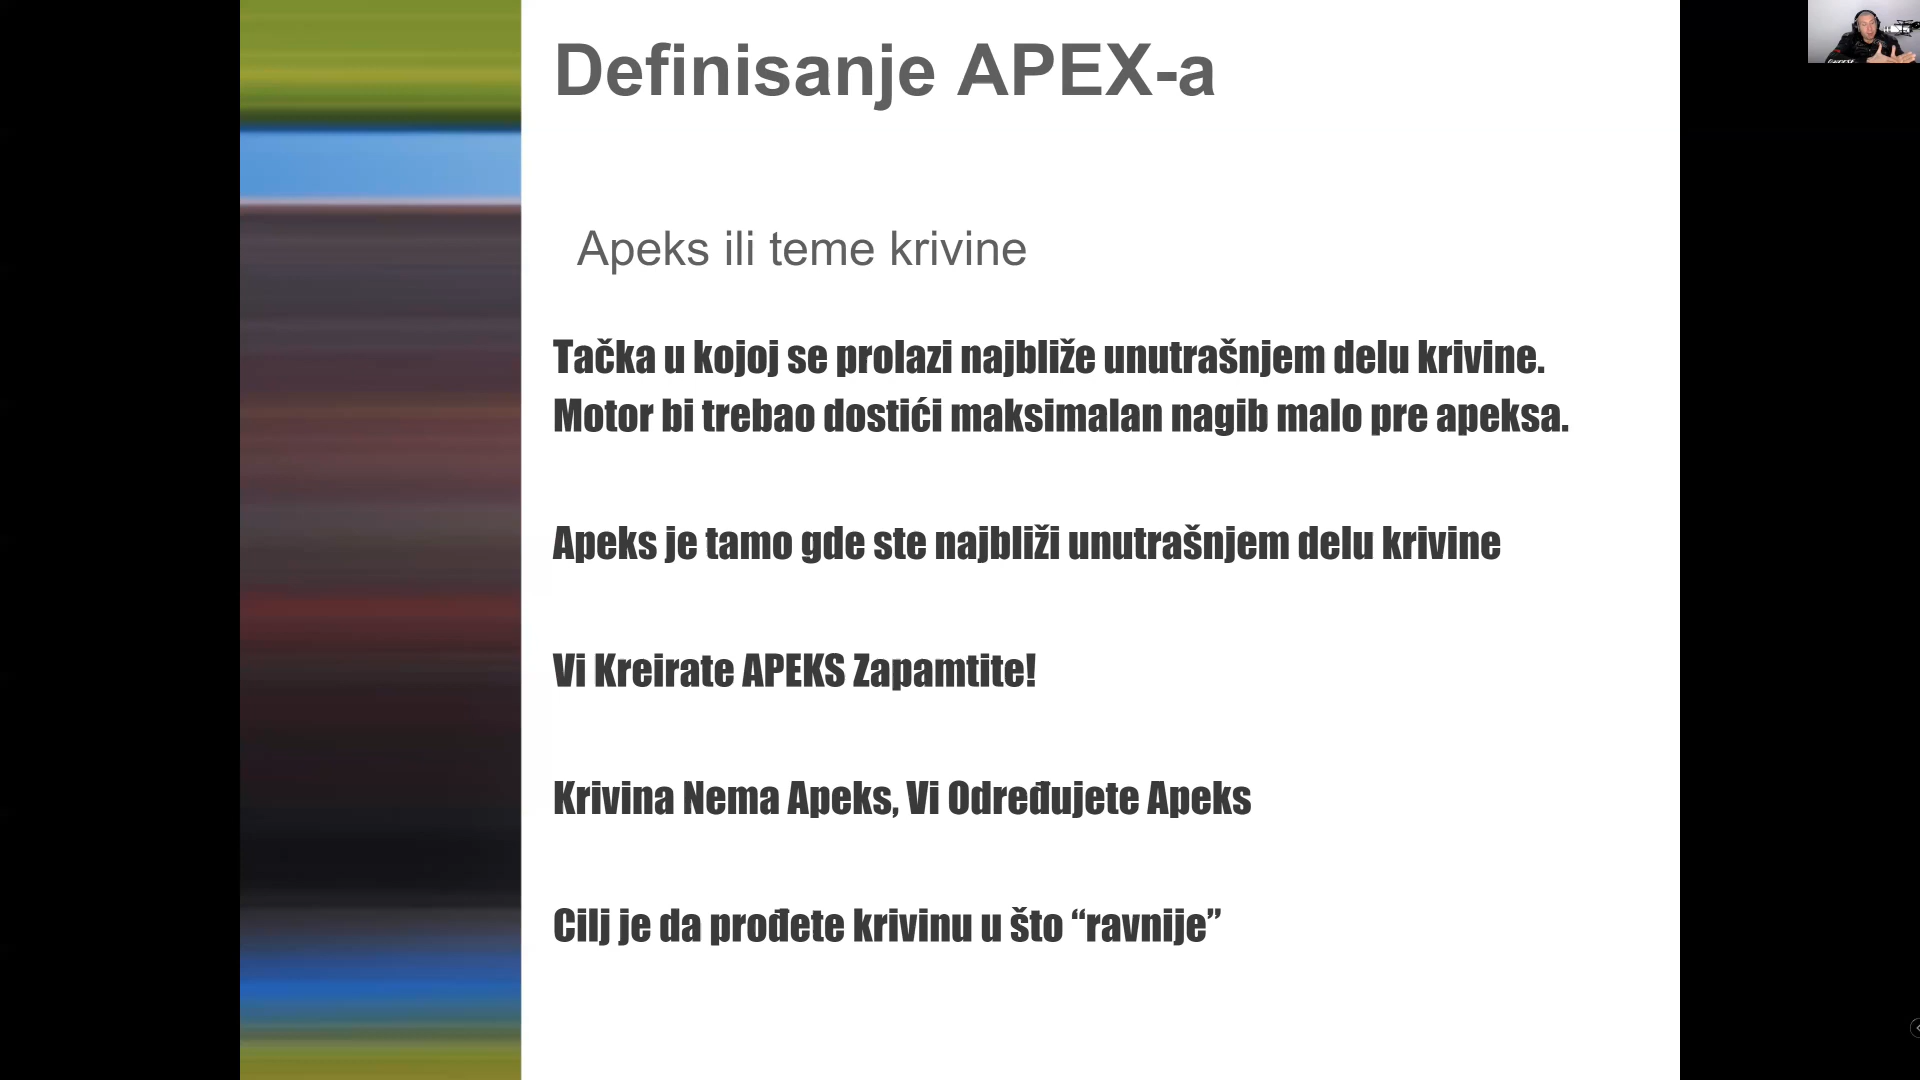 Definisanje APEX-a
Apeks ili teme krivine
Tačka u kojoj se prolazi najbliže unutrašnjem delu krivine.
Motor bi trebao dostići maksimalan nagib malo pre apeksa.
Apeks je tamo gde ste najbliži unutrašnjem delu krivine
Vi Kreirate APEKS Zapamtite!
Krivina Nema Apeks, Vi Određujete Apeks
Cilj je da prođete krivinu u što “ravnije”